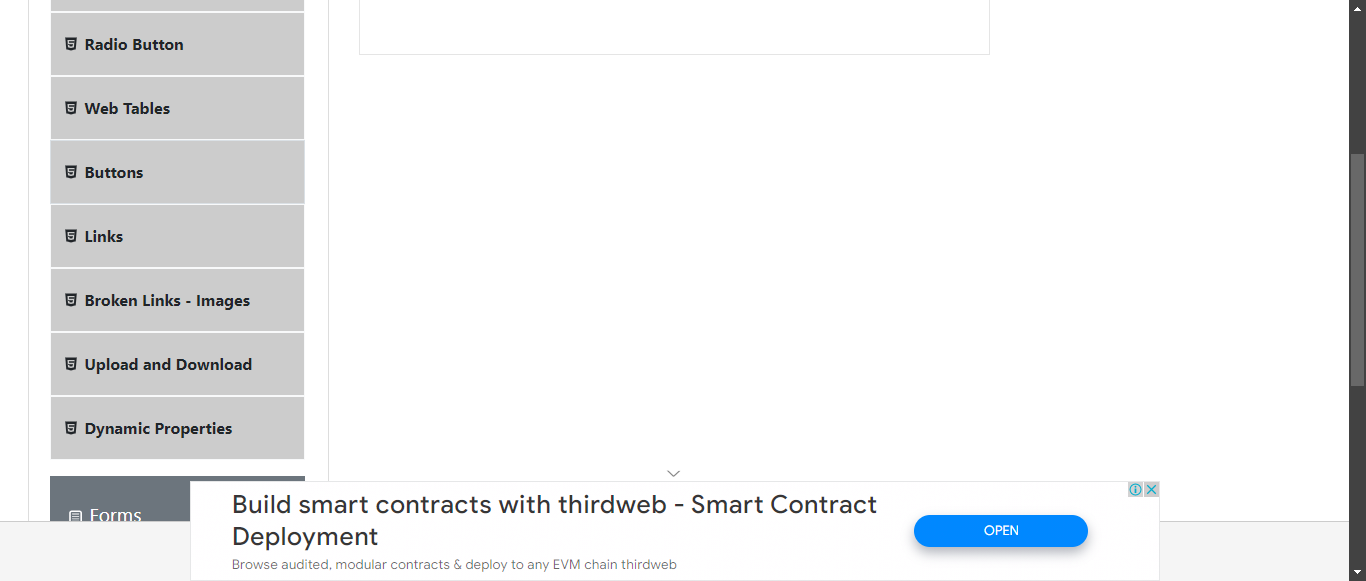 Radio Button
Web Tables
Buttons
Links
Broken Links - Images
Upload and Download
Dynamic Properties
Forms
Build smart contracts with thirdweb - Smart Contract
Deployment
Browse audited, modular contracts & deploy to any EVM chain thirdweb
OPEN